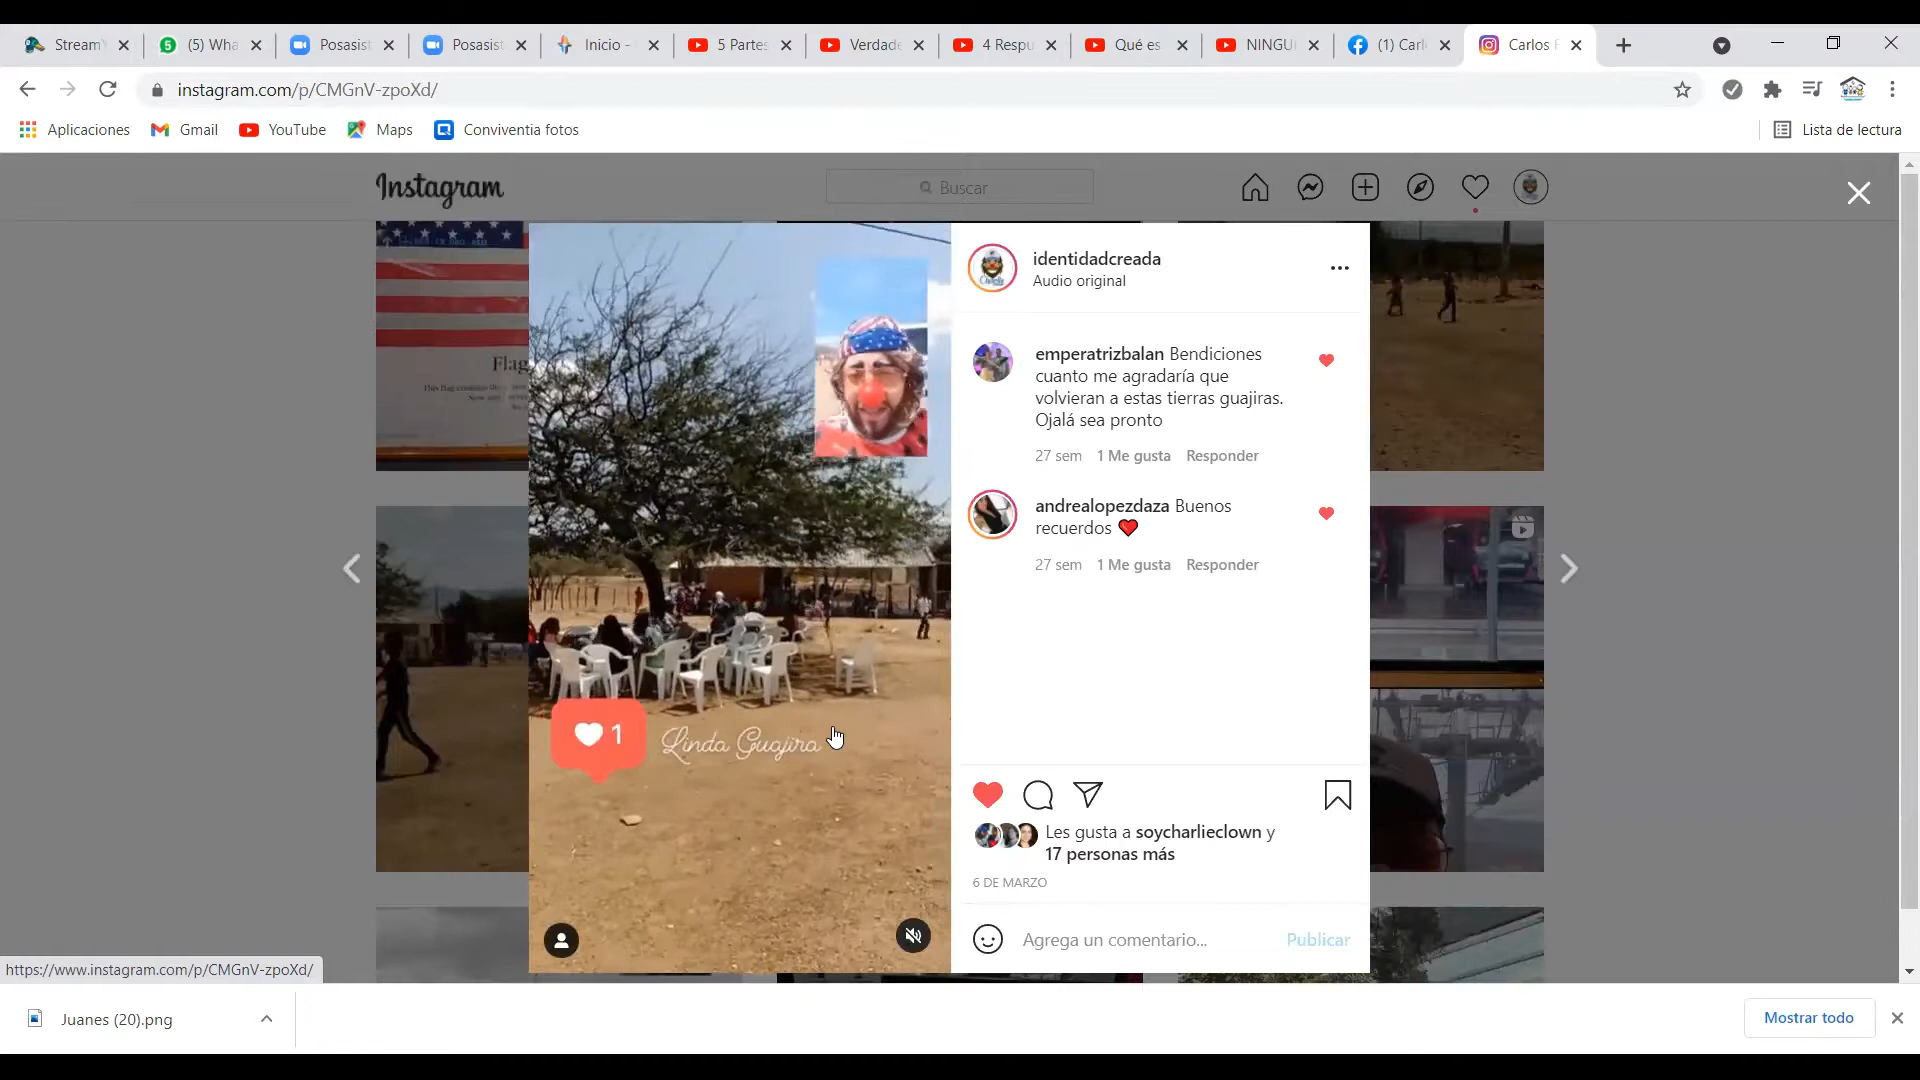 Stream
(5) Wha
Posasist
Posasist
Inicio -
5 Partes
Verdade
4 Respu
Qué es
NINGU
(1) Carl
Carlos F
instagram.com/p/CMGnV-zpoXd/
Aplicaciones
Gmail
YouTube
Maps
Conviventia fotos
Lista de lectura
Instagram
Buscar
Flag
identidadcreada
Audio original
emperatrizbalan Bendiciones
cuanto me agradaría que
volvieran a estas tierras guajiras.
Ojalá sea pronto
27 sem 1 Me gusta Responder
andrealopezdaza Buenos
recuerdos ❤️
27 sem 1 Me gusta Responder
1
Linda Guajira
Les gusta a soycharlieclown y
17 personas más
6 DE MARZO
Agrega un comentario...
Publicar
https://www.instagram.com/p/CMGnV-zpoXd/
Juanes (20).png
Mostrar todo